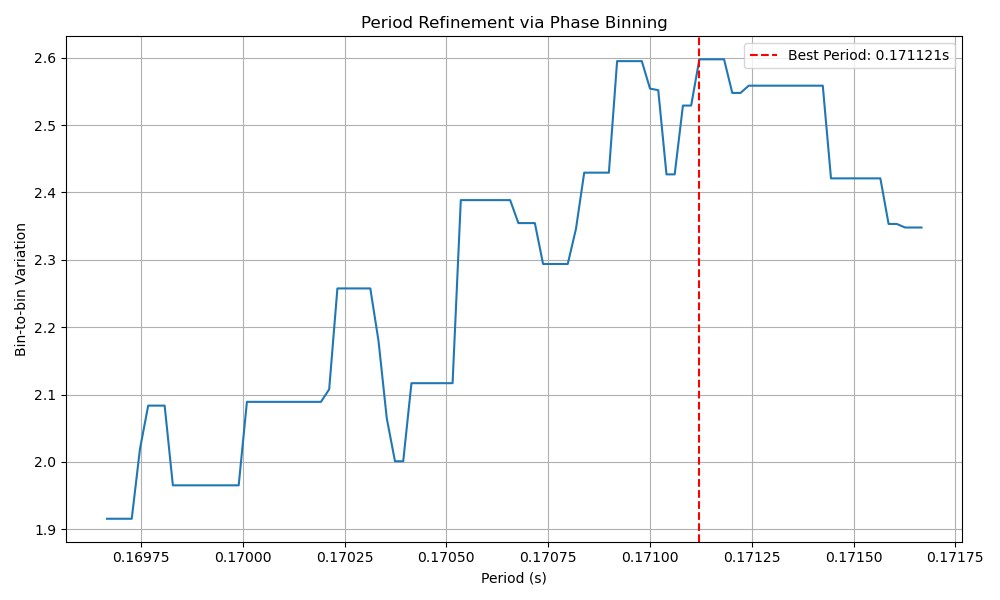 Period Refinement via Phase Binning
Best Period: 0.171121s
2.6
2.5
2.4
2.3
2.2
2.1
2.0
1.9
Bin-to-bin Variation
0.16975 0.17000 0.17025 0.17050 0.17075 0.17100 0.17125 0.17150 0.17175
Period (s)